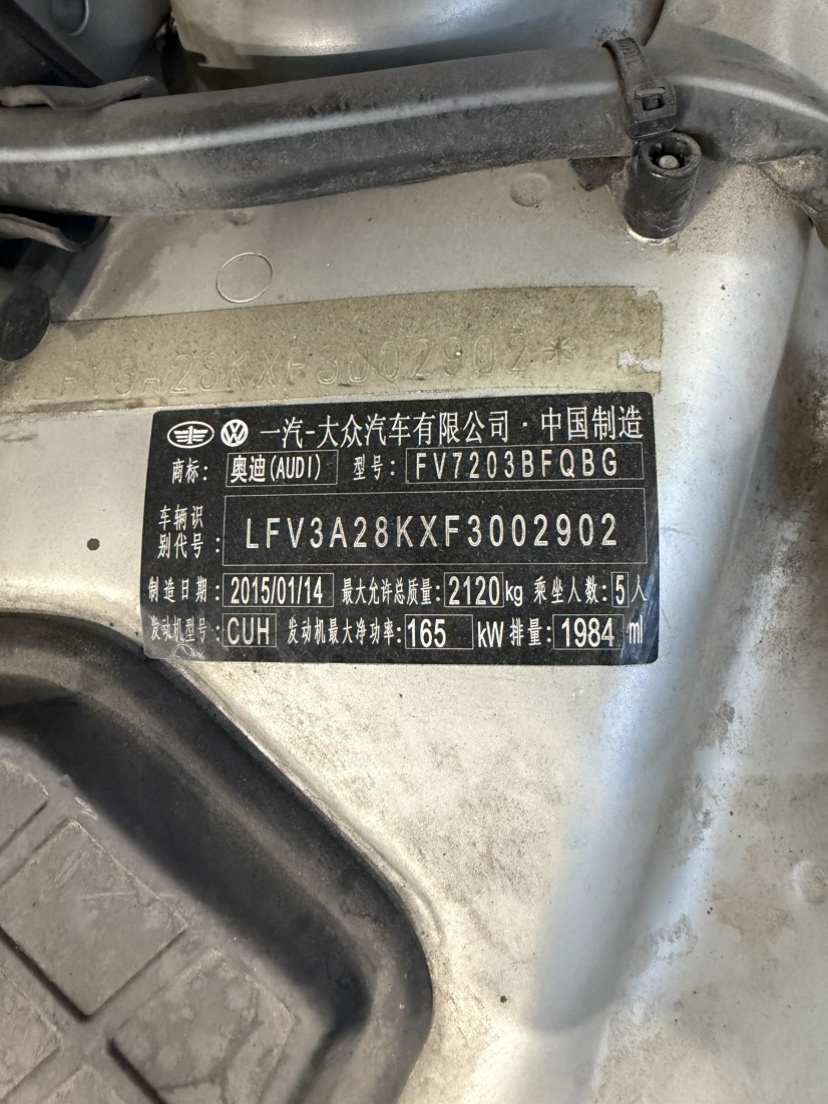 LFV3A28KXF3002902*
一汽-大众汽车有限公司·中国制造
商标: 奥迪(AUDI) 型号: FV7203BFQBG
车辆识别代号: LFV3A28KXF3002902
制造日期: 2015/01/14 最大允许总质量: 2120kg 乘坐人数: 5人
发动机型号: CUH 发动机最大净功率: 165 kW 排量: 1984 ml